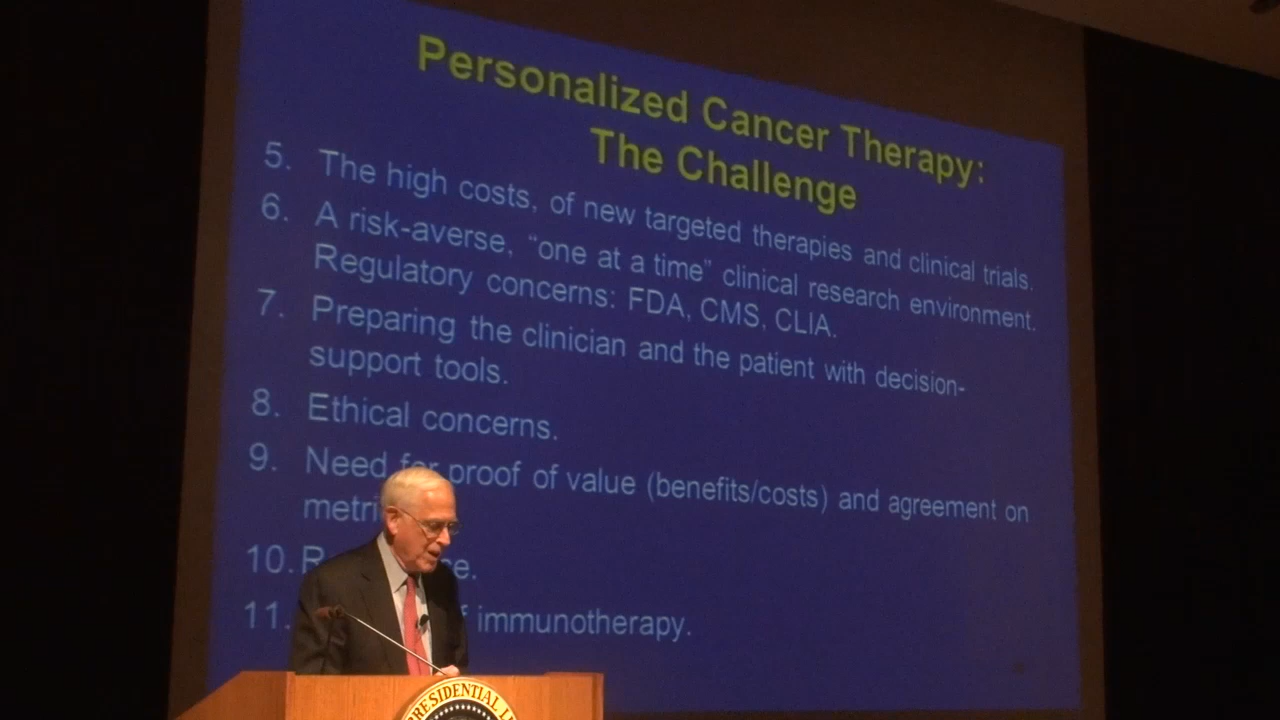 Personalized Cancer Therapy:
The Challenge
5. The high costs, of new targeted therapies and clinical trials.
6. A risk-averse, “one at a time” clinical research environment.
Regulatory concerns: FDA, CMS, CLIA.
7. Preparing the clinician and the patient with decision-
support tools.
8. Ethical concerns.
9. Need for proof of value (benefits/costs) and agreement on
10.
11. immunotherapy.
PRESIDENTIAL